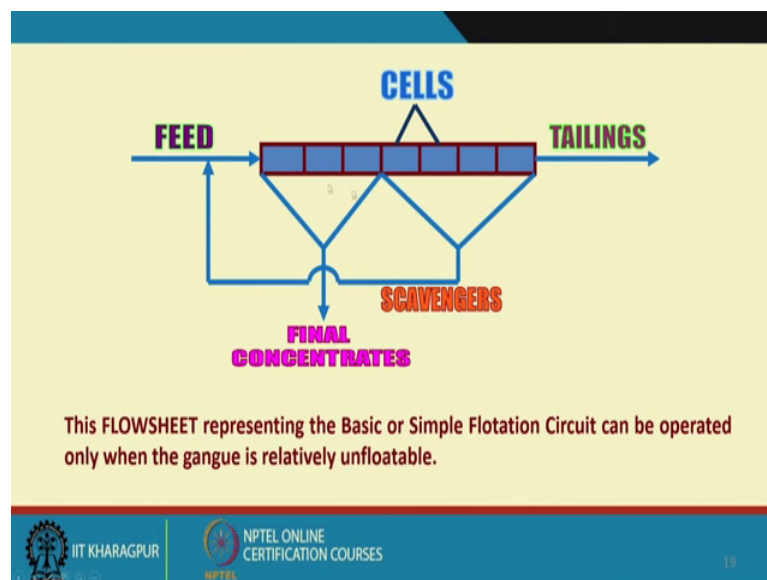 CELLS
FEED
TAILINGS
SCAVENGERS
FINAL
CONCENTRATES
This FLOWSHEET representing the Basic or Simple Flotation Circuit can be operated
only when the gangue is relatively unfloatable.
IIT KHARAGPUR
NPTEL ONLINE
CERTIFICATION COURSES
NPTEL
19